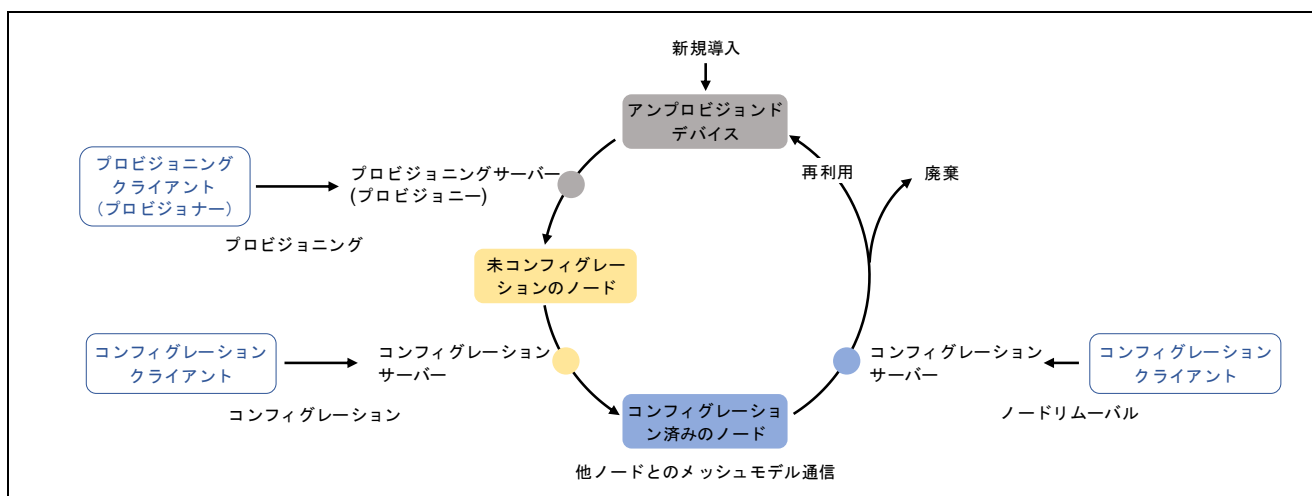 新規導入
アンプロビジョンド
デバイス
プロビジョニング
クライアント
(プロビジョナー)
プロビジョニングサーバー
(プロビジョニー)
再利用
廃棄
プロビジョニング
未コンフィグレー
ションのノード
コンフィグレーション
クライアント
コンフィグレーション
サーバー
コンフィグレーション
サーバー
コンフィグレーション
クライアント
コンフィグレーション
コンフィグレーショ
ン済みのノード
ノードリムーバル
他ノードとのメッシュモデル通信